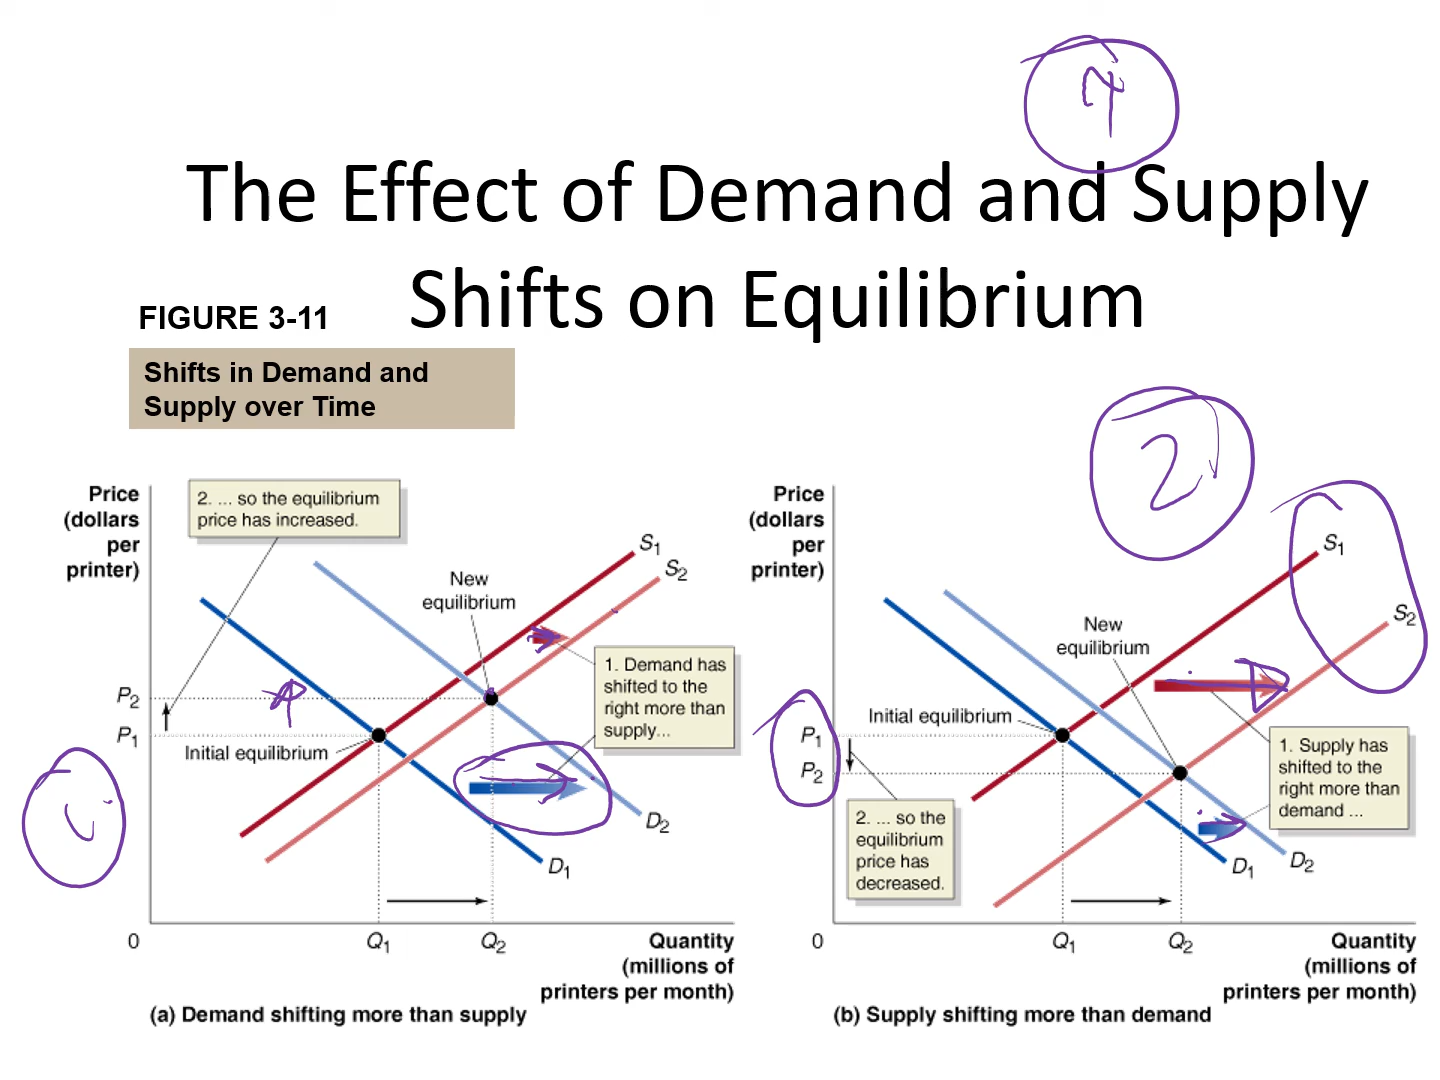 The Effect of Demand and Supply
Shifts on Equilibrium
FIGURE 3-11
Shifts in Demand and
Supply over Time
Price
(dollars
per
printer)
2. ... so the equilibrium
price has increased.
S1
S2
New
equilibrium
1. Demand has
shifted to the
right more than
supply...
P2
P1
Initial equilibrium
D2
D1
0
Q1
Q2
Quantity
(millions of
printers per month)
(a) Demand shifting more than supply
2
Price
(dollars
per
printer)
S1
S2
New
equilibrium
Initial equilibrium
P1
P2
1. Supply has
shifted to the
right more than
demand ...
2. ... so the
equilibrium
price has
decreased.
D1
D2
0
Q1
Q2
Quantity
(millions of
printers per month)
(b) Supply shifting more than demand